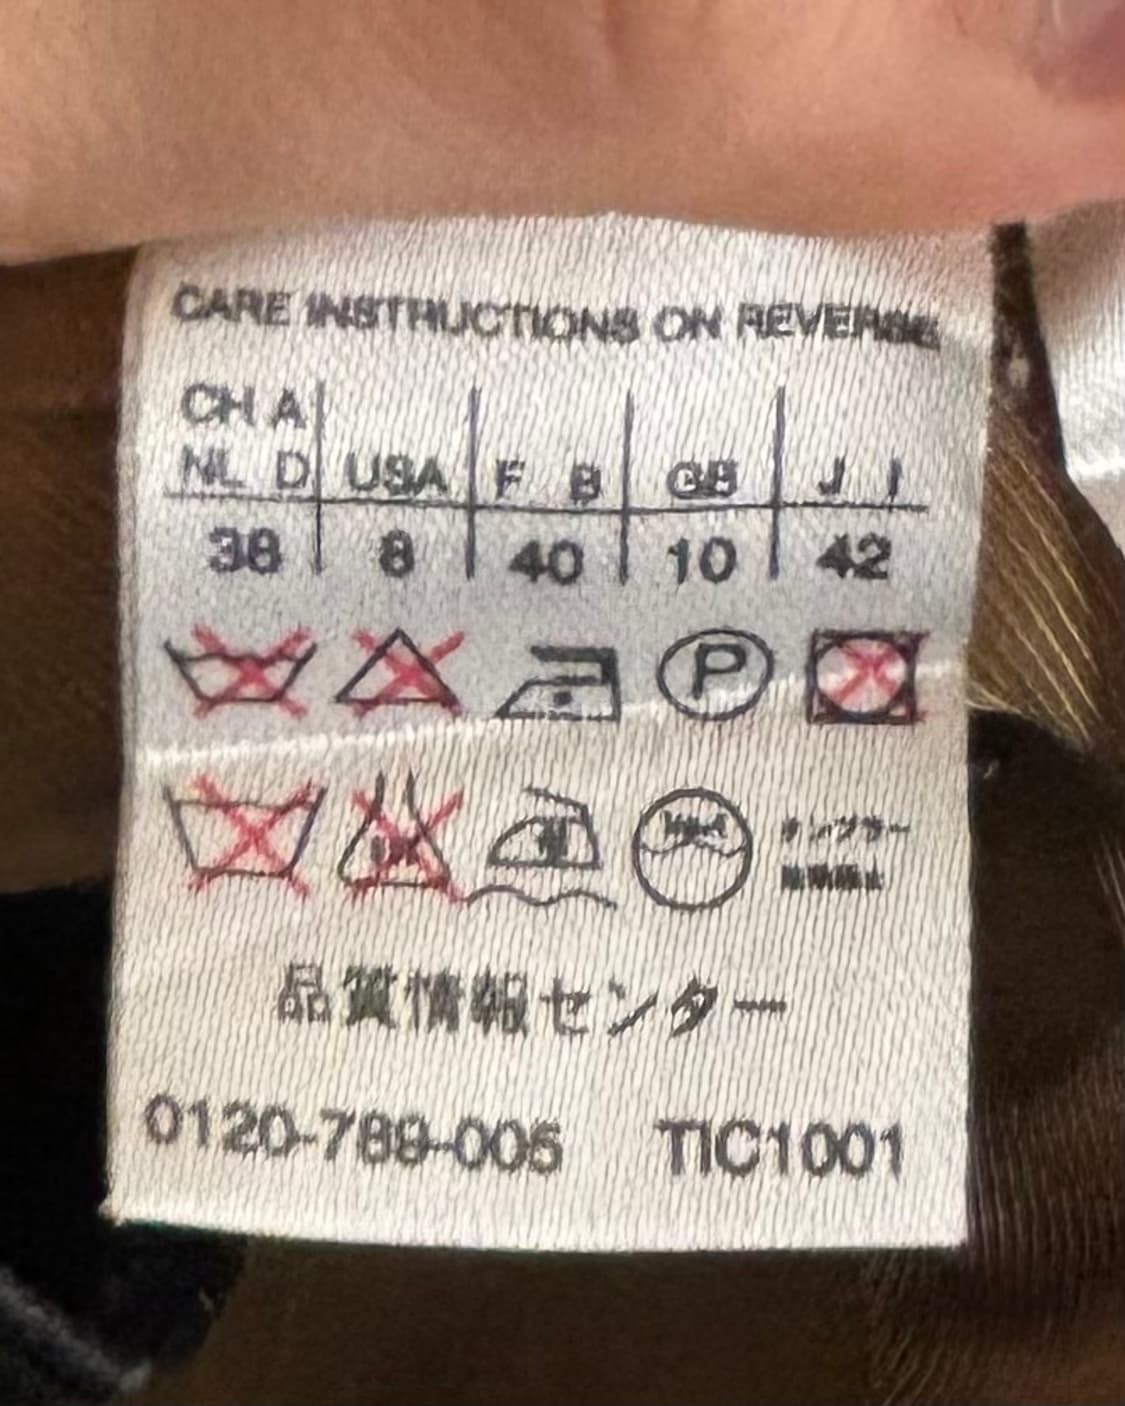 CARE INSTRUCTIONS ON REVERSE
CH A
NL D USA F B GB J I
38 8 40 10 42
P
品質情報センター
0120-788-005 TIC1001